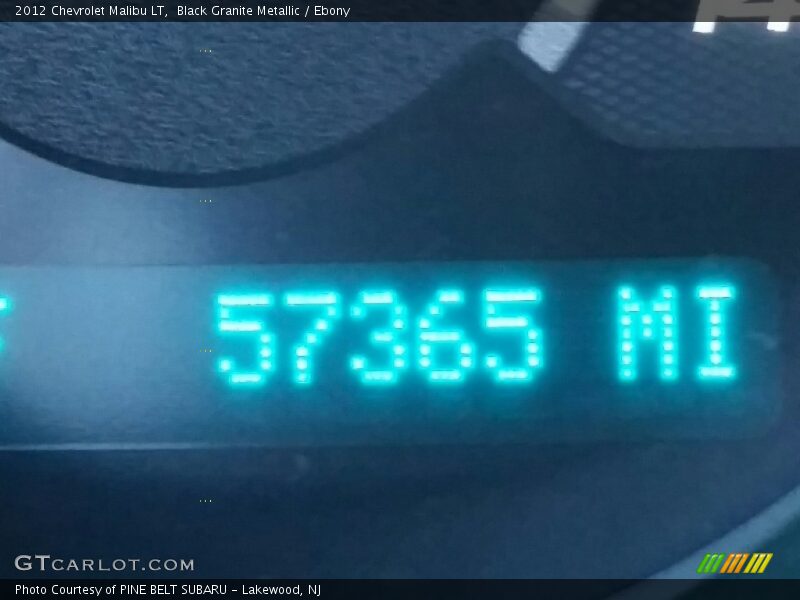 2012 Chevrolet Malibu LT,  Black Granite Metallic / Ebony
57365 MI
GTCARLOT.COM
Photo Courtesy of PINE BELT SUBARU - Lakewood, NJ